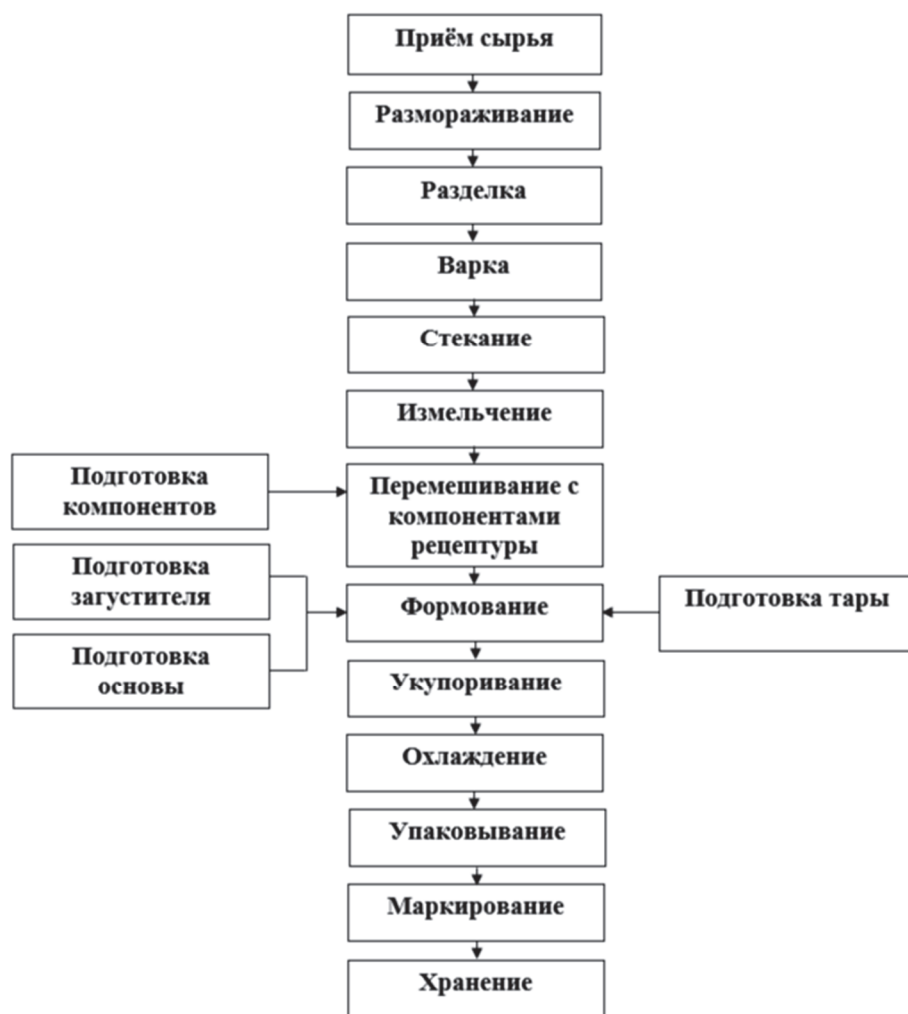 Приём сырья
Размораживание
Разделка
Варка
Стекание
Измельчение
Подготовка
компонентов
Перемешивание с
компонентами
рецептуры
Подготовка
загустителя
Формование
Подготовка тары
Подготовка
основы
Укупоривание
Охлаждение
Упаковывание
Маркирование
Хранение